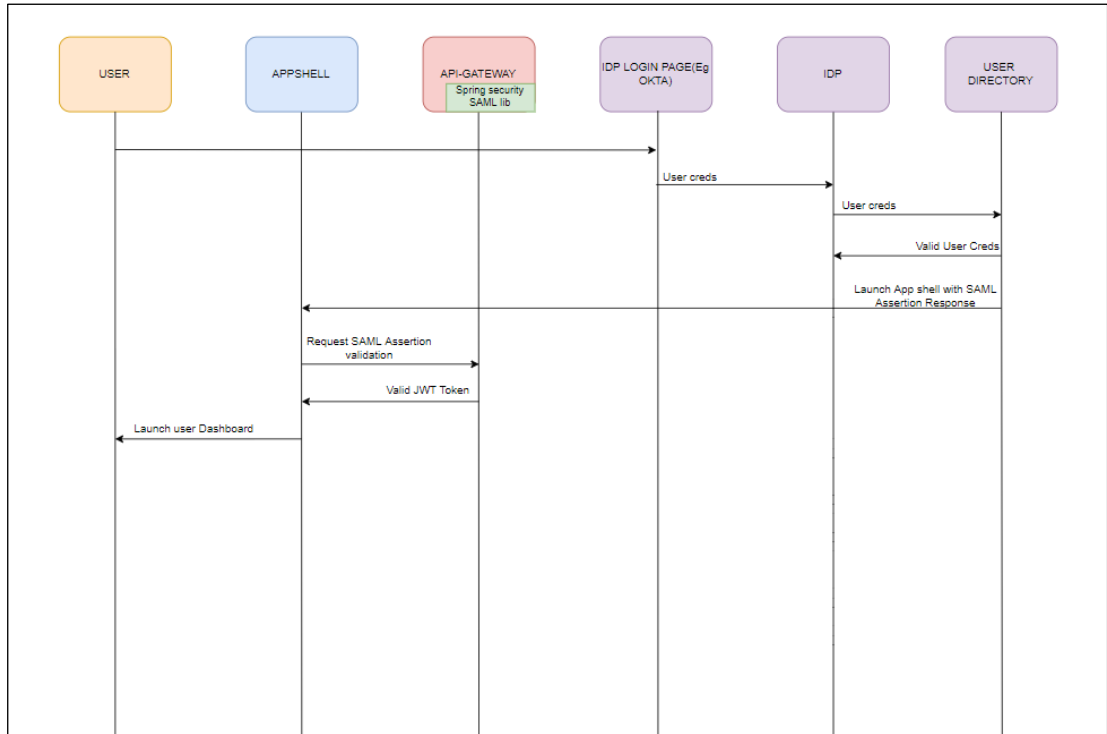 USER
APPSHELL
API-GATEWAY
Spring security
SAML lib
IDP LOGIN PAGE(Eg
OKTA)
IDP
USER
DIRECTORY
User creds
User creds
Valid User Creds
Launch App shell with SAML
Assertion Response
Request SAML Assertion
validation
Valid JWT Token
Launch user Dashboard